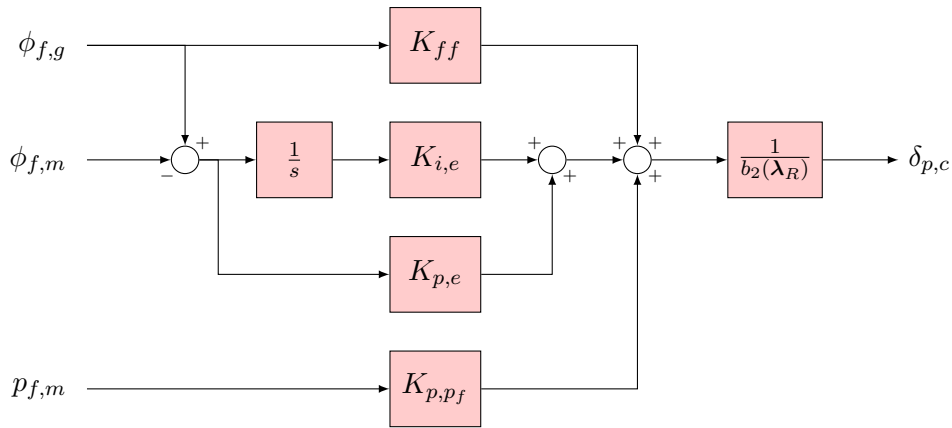 ϕ_{f,g} K_{ff}
+ + +
ϕ_{f,m} − 1/s K_{i,e} + + + + 1/b_2(λ_R) δ_{p,c}
K_{p,e}
p_{f,m} K_{p,p_f}